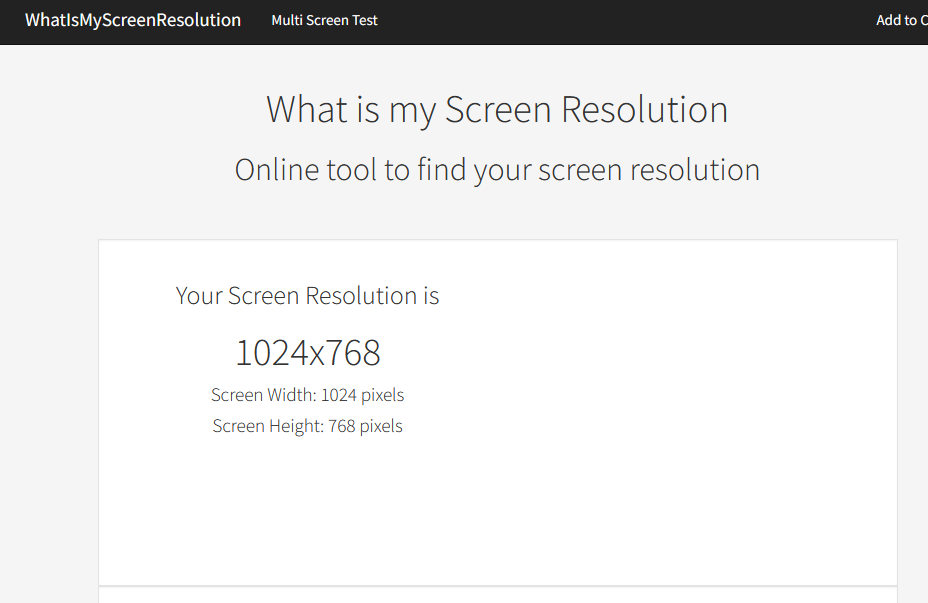 WhatIsMyScreenResolution Multi Screen Test Add to
What is my Screen Resolution
Online tool to find your screen resolution
Your Screen Resolution is
1024x768
Screen Width: 1024 pixels
Screen Height: 768 pixels